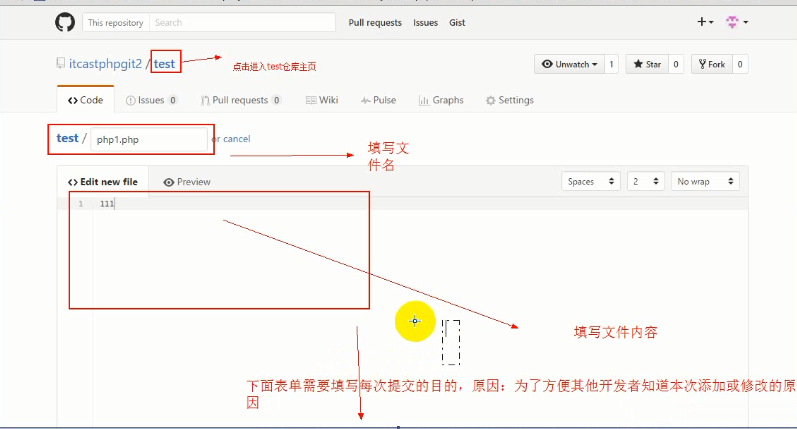 This repository Search Pull requests Issues Gist
itcastphpgit2 / test 点击进入test仓库主页 Unwatch 1 Star 0 Fork 0
Code Issues 0 Pull requests 0 Wiki Pulse Graphs Settings
test / php1.php or cancel
填写文
件名
Edit new file Preview Spaces 2 No wrap
1 111
填写文件内容
下面表单需要填写每次提交的目的，原因：为了方便其他开发者知道本次添加或修改的原
因